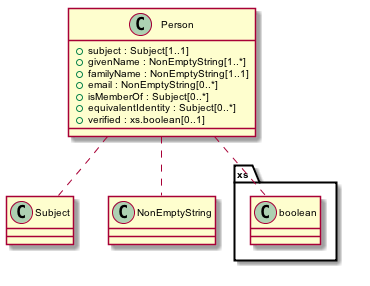 C Person
subject : Subject[1..1]
givenName : NonEmptyString[1..*]
familyName : NonEmptyString[1..1]
email : NonEmptyString[0..*]
isMemberOf : Subject[0..*]
equivalentIdentity : Subject[0..*]
verified : xs.boolean[0..1]
xs
C Subject
C NonEmptyString
C boolean